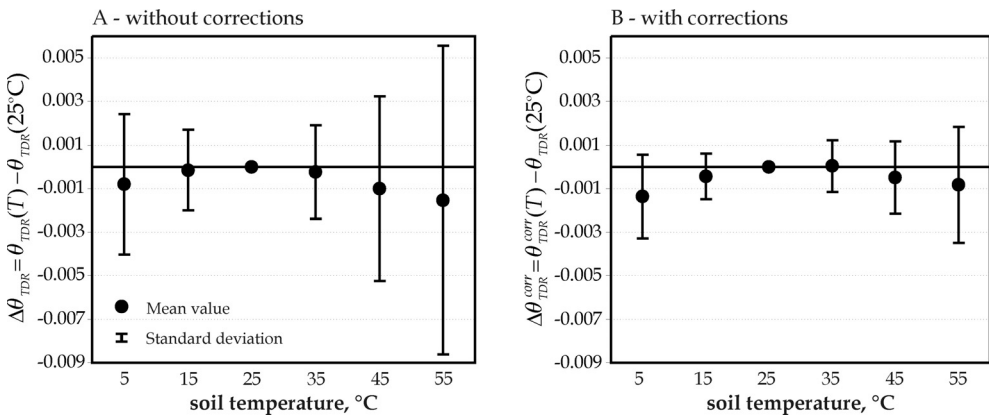 A - without corrections
Δθ_TDR = θ_TDR(T) − θ_TDR(25°C)
0.005
0.003
0.001
-0.001
-0.003
-0.005
-0.007
-0.009
Mean value
Standard deviation
5 15 25 35 45 55
soil temperature, °C
B - with corrections
Δθ_TDR^corr = θ_TDR^corr(T) − θ_TDR(25°C)
0.005
0.003
0.001
-0.001
-0.003
-0.005
-0.007
-0.009
5 15 25 35 45 55
soil temperature, °C